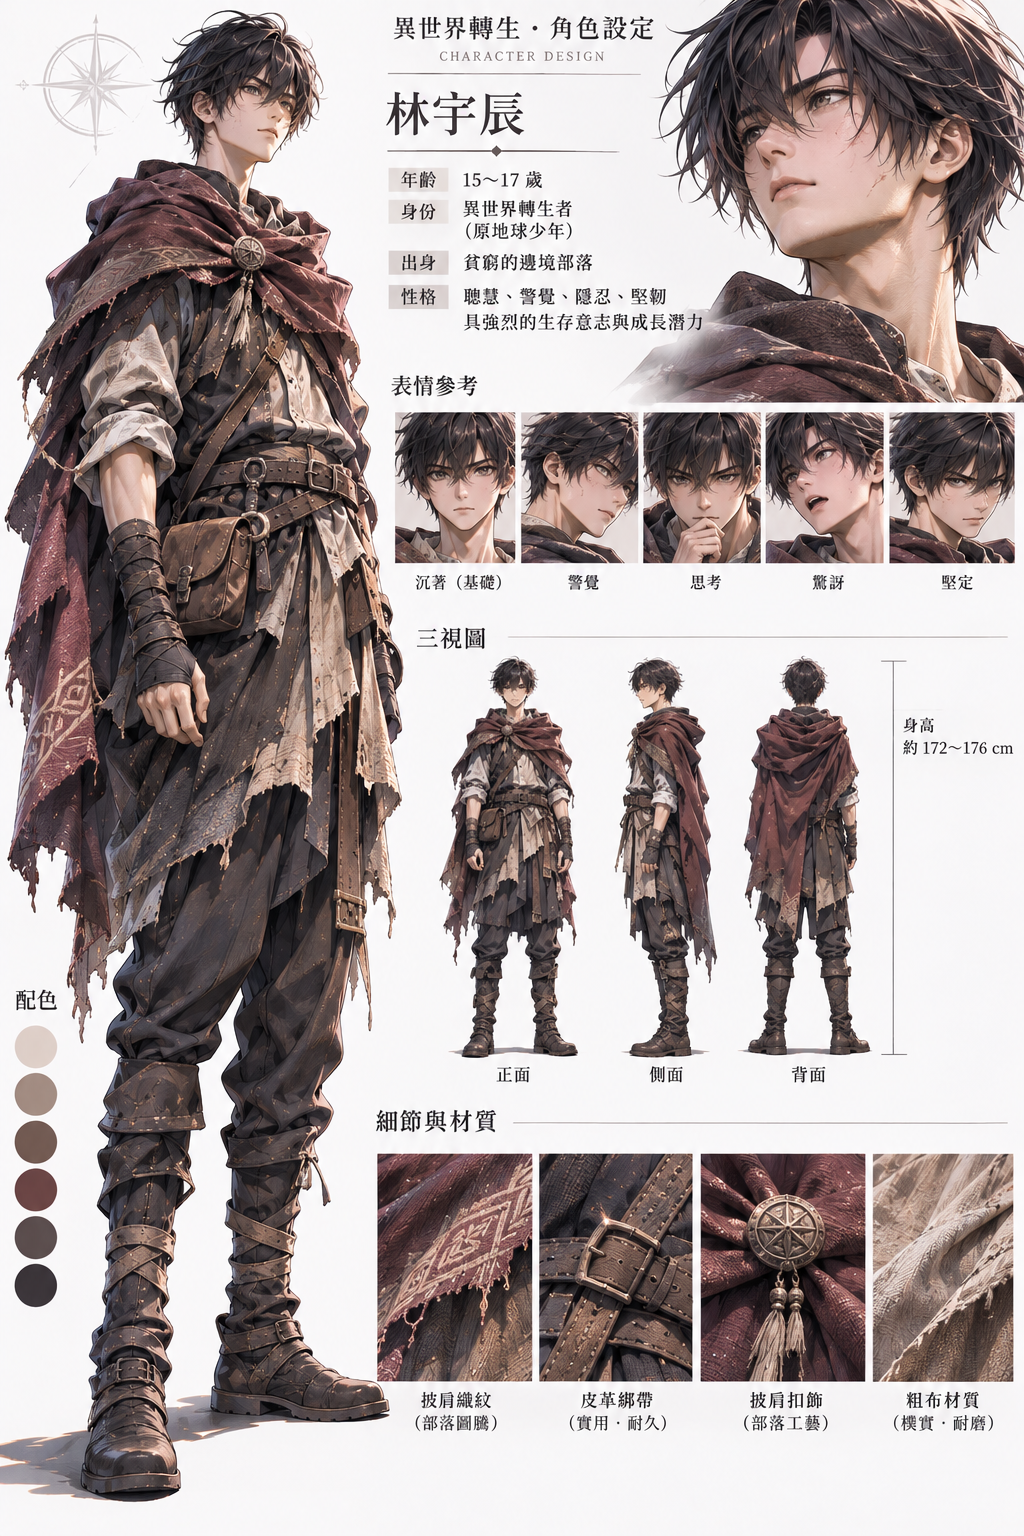 異世界轉生・角色設定
CHARACTER DESIGN
林宇辰
年齡 15～17 歲
身份 異世界轉生者
（原地球少年）
出身 貧窮的邊境部落
性格 聰慧、警覺、隱忍、堅韌
具強烈的生存意志與成長潛力
表情參考
沉著（基礎）
警覺
思考
驚訝
堅定
三視圖
身高
約 172～176 cm
正面
側面
背面
配色
細節與材質
披肩織紋
（部落圖騰）
皮革綁帶
（實用・耐久）
披肩扣飾
（部落工藝）
粗布材質
（樸實・耐磨）